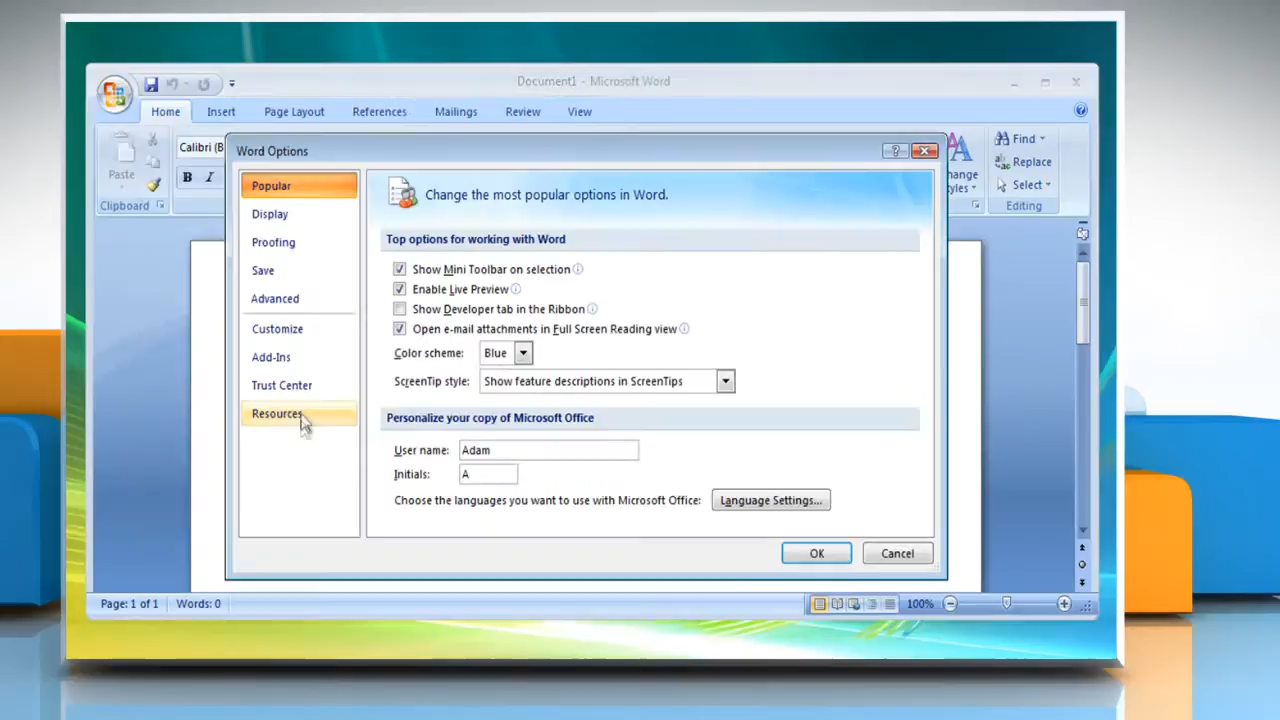 Document1 - Microsoft Word
Home Insert Page Layout References Mailings Review View
Calibri (B
Paste
B I
Clipboard
Find
Replace
Select
Editing
Word Options
Popular
Display
Proofing
Save
Advanced
Customize
Add-Ins
Trust Center
Resources
Change the most popular options in Word.
Top options for working with Word
Show Mini Toolbar on selection
Enable Live Preview
Show Developer tab in the Ribbon
Open e-mail attachments in Full Screen Reading view
Color scheme: Blue
ScreenTip style: Show feature descriptions in ScreenTips
Personalize your copy of Microsoft Office
User name: Adam
Initials: A
Choose the languages you want to use with Microsoft Office: Language Settings...
OK Cancel
Page: 1 of 1 Words: 0 100%